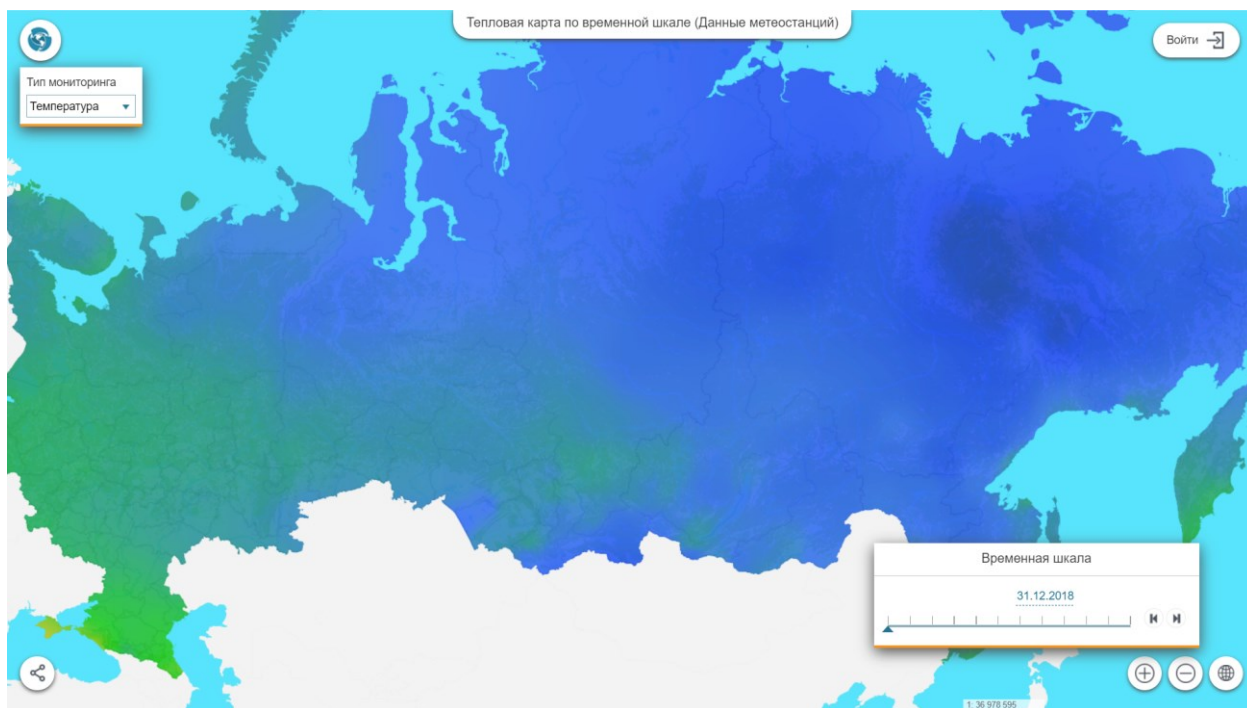 Тепловая карта по временной шкале (Данные метеостанций)
Войти
Тип мониторинга
Температура
Временная шкала
31.12.2018
1: 36 978 595